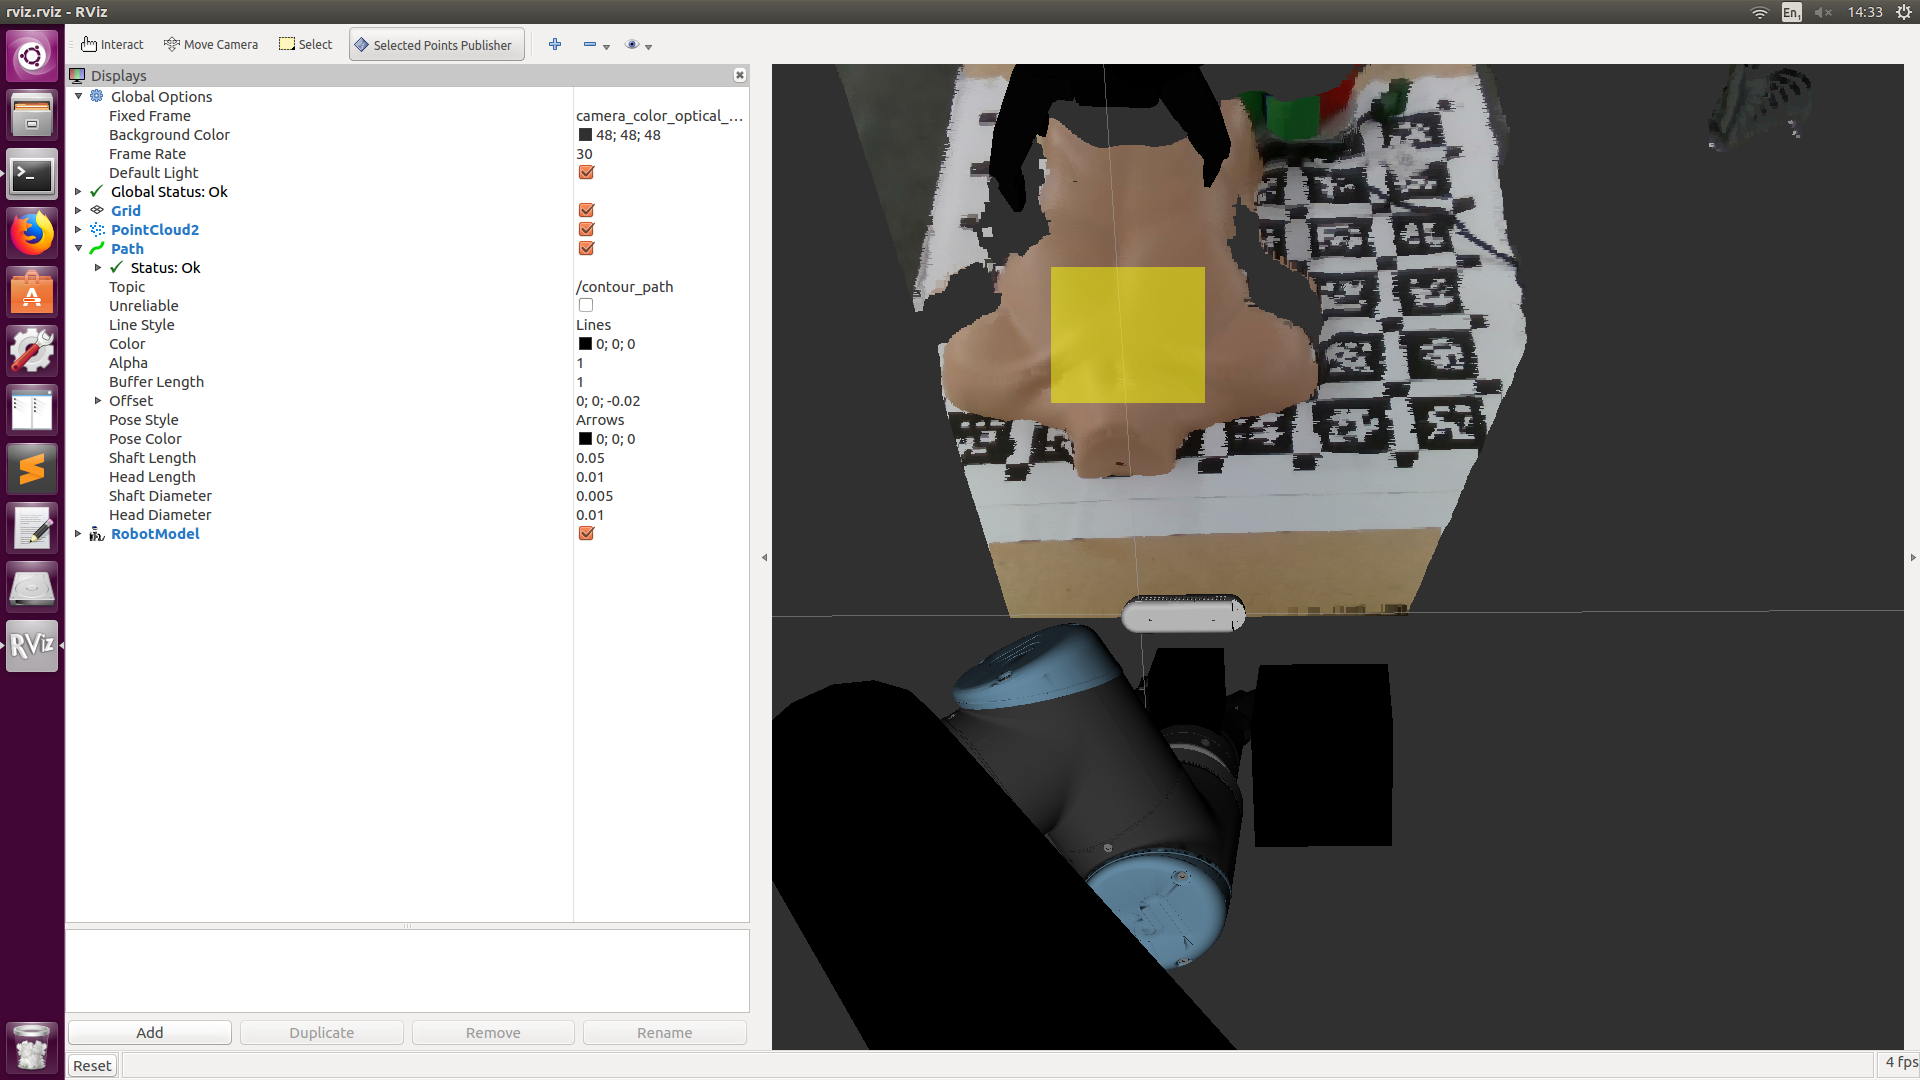 rviz.rviz - RViz
En1
14:33
Interact
Move Camera
Select
Selected Points Publisher
Displays
Global Options
Fixed Frame camera_color_optical_...
Background Color 48; 48; 48
Frame Rate 30
Default Light
Global Status: Ok
Grid
PointCloud2
Path
Status: Ok
Topic /contour_path
Unreliable
Line Style Lines
Color 0; 0; 0
Alpha 1
Buffer Length 1
Offset 0; 0; -0.02
Pose Style Arrows
Pose Color 0; 0; 0
Shaft Length 0.05
Head Length 0.01
Shaft Diameter 0.005
Head Diameter 0.01
RobotModel
RViz
Add
Duplicate
Remove
Rename
Reset
4 fps